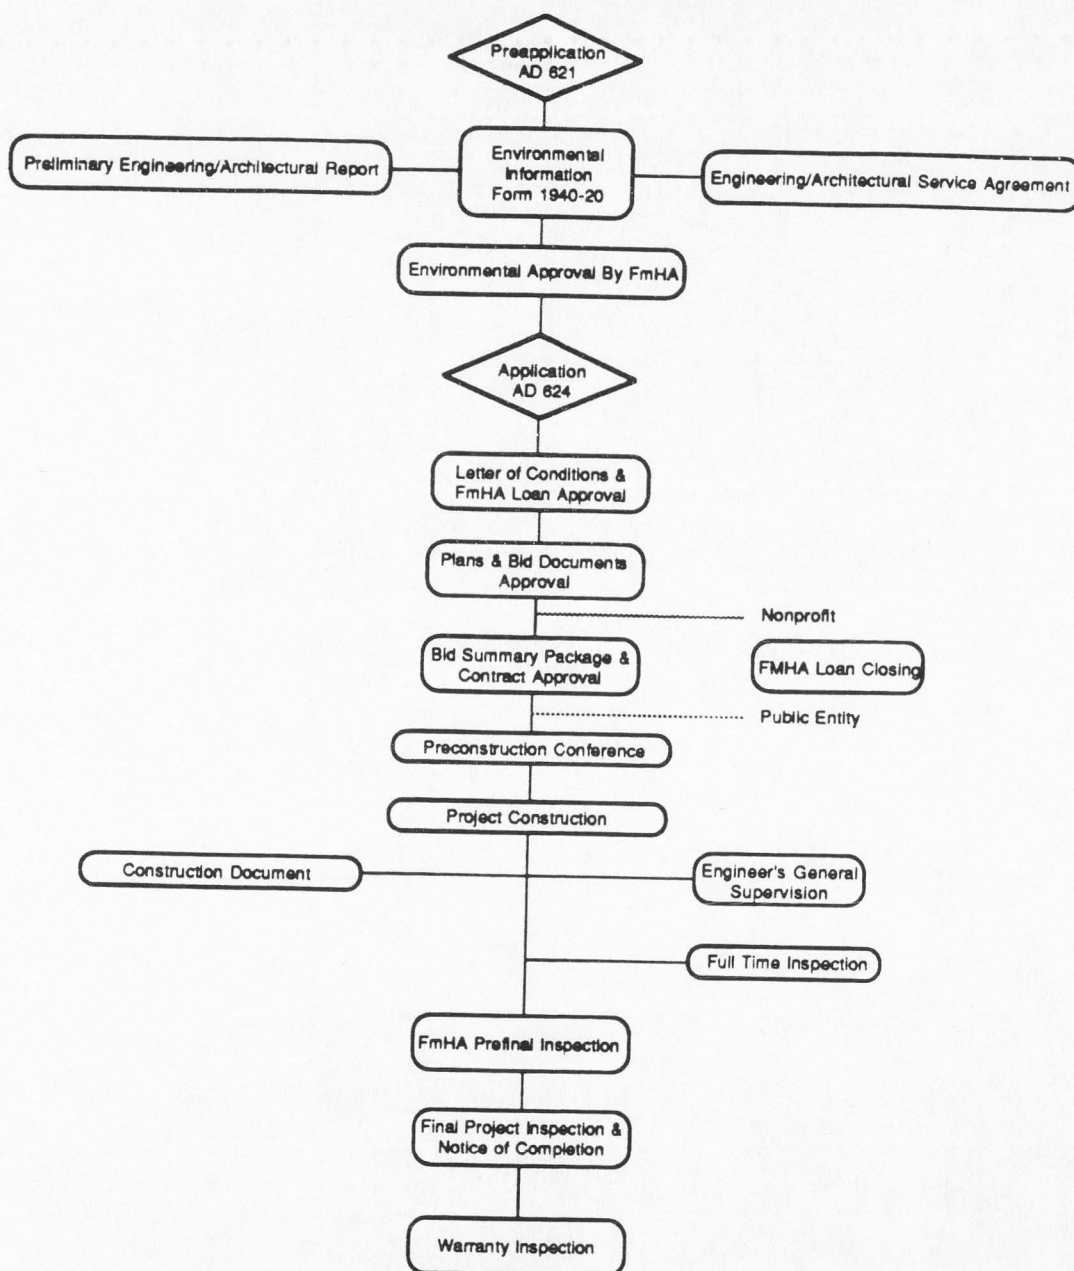 Preapplication
AD 621
Preliminary Engineering/Architectural Report
Environmental
Information
Form 1940-20
Engineering/Architectural Service Agreement
Environmental Approval By FmHA
Application
AD 624
Letter of Conditions &
FmHA Loan Approval
Plans & Bid Documents
Approval
Nonprofit
Bid Summary Package &
Contract Approval
FMHA Loan Closing
Public Entity
Preconstruction Conference
Project Construction
Construction Document
Engineer's General
Supervision
Full Time Inspection
FmHA Prefinal Inspection
Final Project Inspection &
Notice of Completion
Warranty Inspection